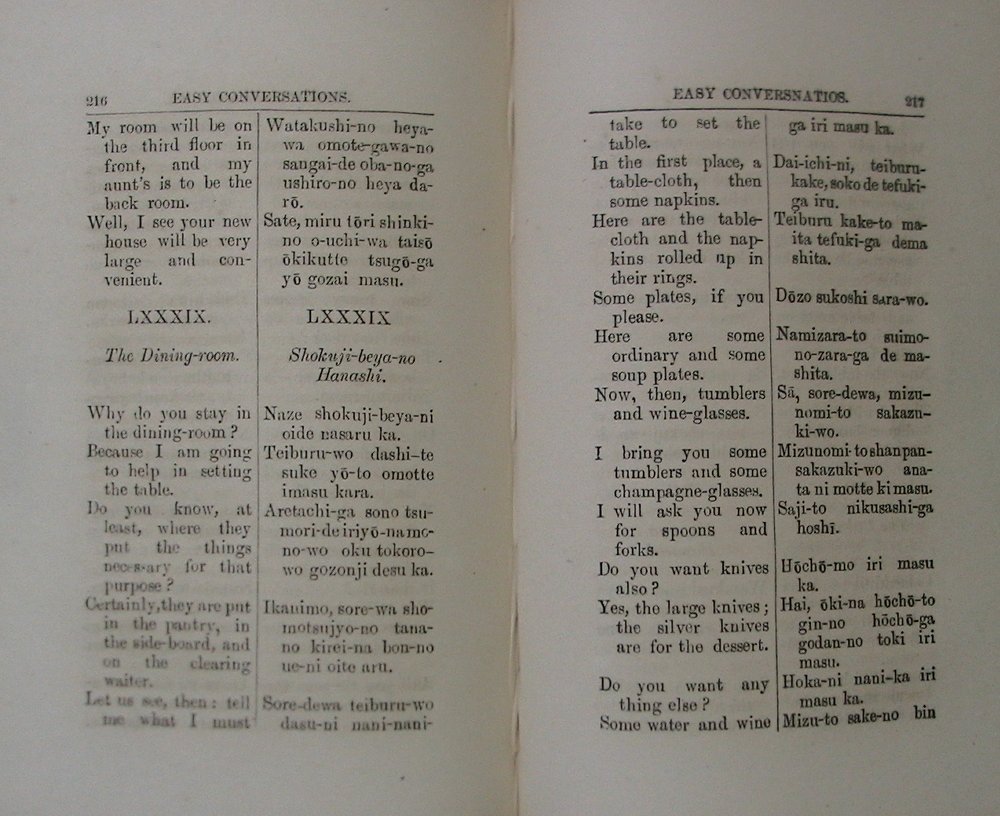 216 EASY CONVERSATIONS.
My room will be on
the third floor in
front, and my
aunt's is to be the
back room.
Well, I see your new
house will be very
large and con-
venient.
LXXXIX.
The Dining-room.
Why do you stay in
the dining-room ?
Because I am going
to help in setting
the table.
Do you know, at
least, where they
put the things
necessary for that
purpose ?
Certainly, they are put
in the pantry, in
the side-board, and
on the clearing
waiter.
Let us see, then : tell
me what I must
Watakushi-no heya-
wa omote-gawa-no
sangai-de oba-no-ga
ushiro-no heya da-
rō.
Sate, miru tōri shinki-
no o-uchi-wa taisō
ōkikutte tsugō-ga
yō gozai masu.
LXXXIX
Shokuji-beya-no
Hanashi.
Naze shokuji-beya-ni
oide nasaru ka.
Teiburu-wo dashi-te
suke yō-to omotte
imasu kara.
Aretachi-ga sono tsu-
mori-de iriyō-na mo-
no-wo oku tokoro-
wo gozonji desu ka.
Ikanimo, sore-wa sho-
motsujyo-no tana-
no kirei-na bon-no
ue-ni oite aru.
Sore-dewa teiburu-wo
dasu-ni nani-nani-
EASY CONVERSNATIOS. 217
take to set the
table.
In the first place, a
table-cloth, then
some napkins.
Here are the table-
cloth and the nap-
kins rolled up in
their rings.
Some plates, if you
please.
Here are some
ordinary and some
soup plates.
Now, then, tumblers
and wine-glasses.
I bring you some
tumblers and some
champagne-glasses.
I will ask you now
for spoons and
forks.
Do you want knives
also ?
Yes, the large knives ;
the silver knives
are for the dessert.
Do you want any
thing else ?
Some water and wine
ga iri masu ka.
Dai-ichi-ni, teiburu-
kake, soko de tefuki-
ga iru.
Teiburu kake-to ma-
ita tefuki-ga dema
shita.
Dōzo sukoshi sara-wo.
Namizara-to suimo-
no-zara-ga de ma-
shita.
Sā, sore-dewa, mizu-
nomi-to sakazu-
ki-wo.
Mizunomi-to shanpan-
sakazuki-wo ana-
ta ni motte ki masu.
Saji-to nikusashi-ga
hoshī.
Hōchō-mo iri masu
ka.
Hai, ōki-na hōchō-to
gin-no hōchō-ga
godan-no toki iri
masu.
Hoka-ni nani-ka iri
masu ka.
Mizu-to sake-no bin